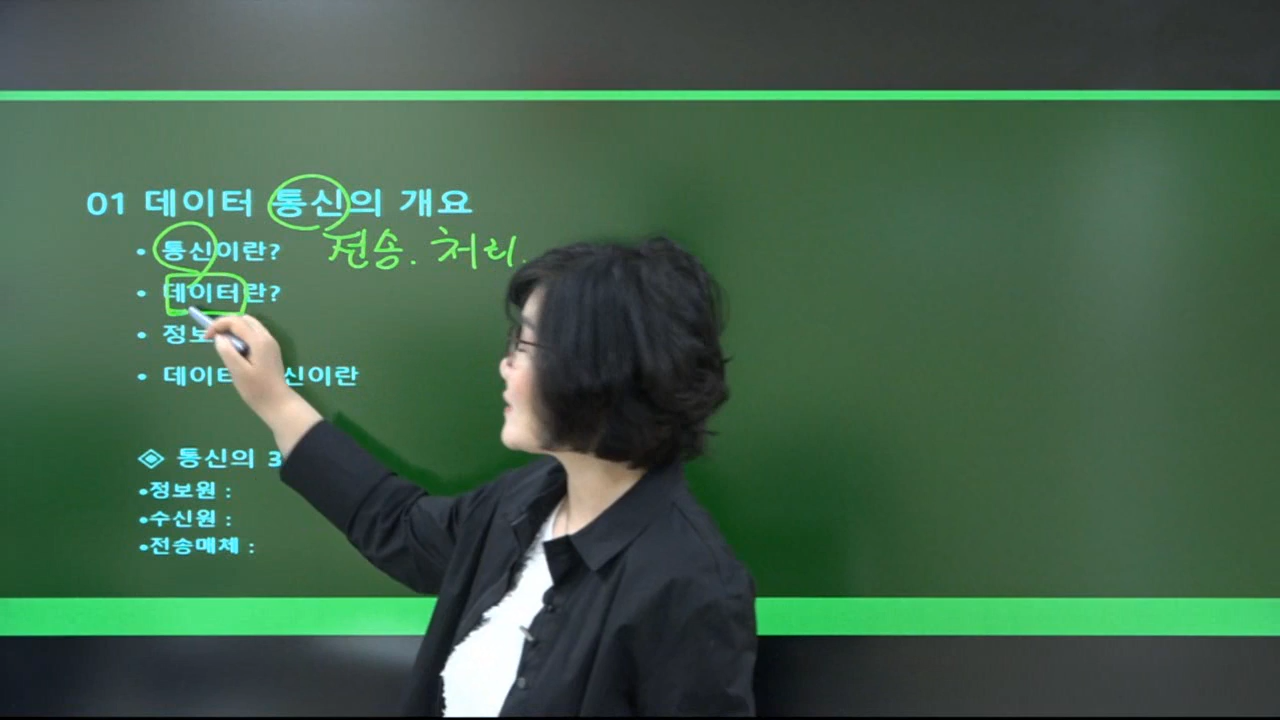 01 데이터 통신의 개요
• 통신이란? 전송. 처리.
• 데이터란?
• 정보
• 데이터 신이란
◈ 통신의 3
•정보원 :
•수신원 :
•전송매체 :